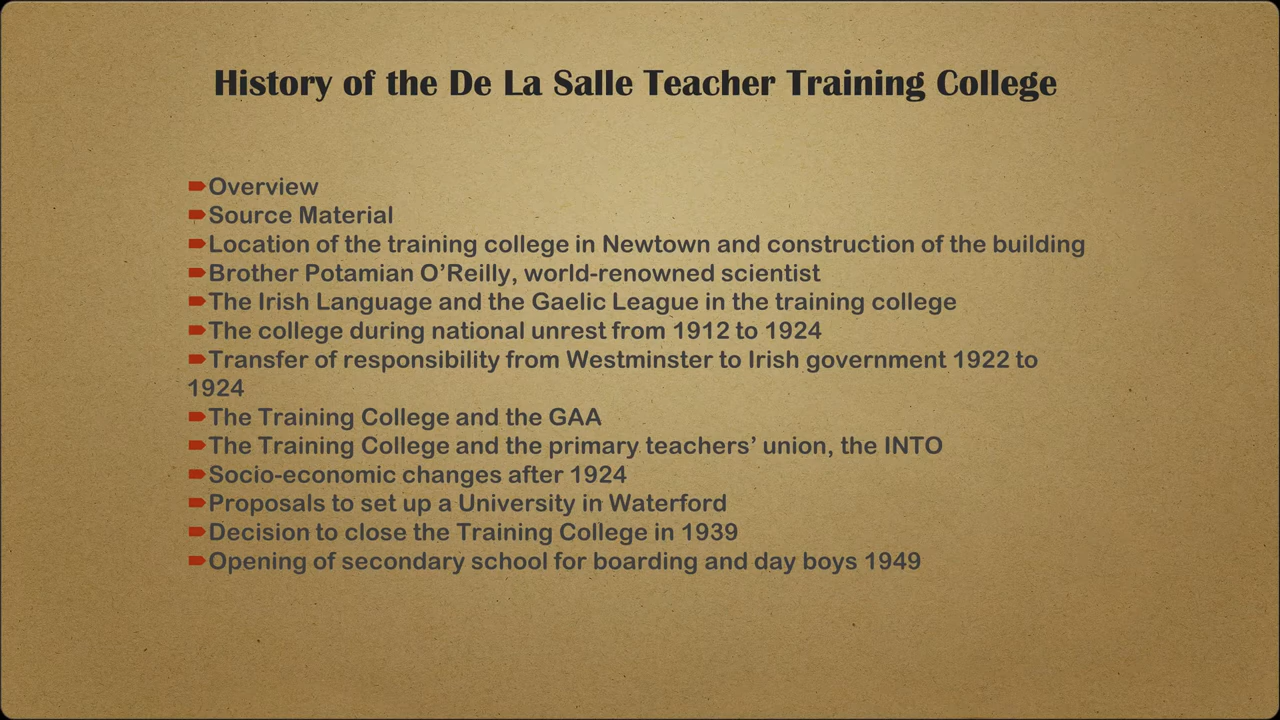 History of the De La Salle Teacher Training College
Overview
Source Material
Location of the training college in Newtown and construction of the building
Brother Potamian O’Reilly, world-renowned scientist
The Irish Language and the Gaelic League in the training college
The college during national unrest from 1912 to 1924
Transfer of responsibility from Westminster to Irish government 1922 to
1924
The Training College and the GAA
The Training College and the primary teachers’ union, the INTO
Socio-economic changes after 1924
Proposals to set up a University in Waterford
Decision to close the Training College in 1939
Opening of secondary school for boarding and day boys 1949